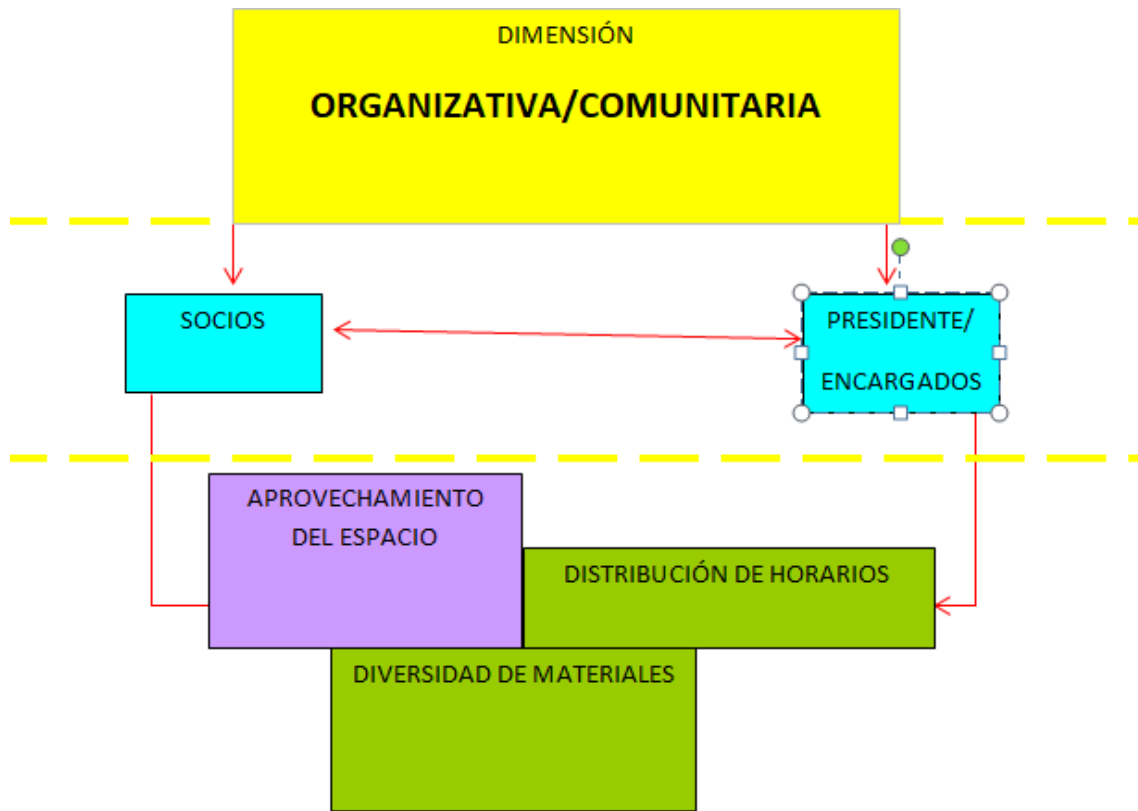 DIMENSIÓN
ORGANIZATIVA/COMUNITARIA
SOCIOS
PRESIDENTE/
ENCARGADOS
APROVECHAMIENTO
DEL ESPACIO
DISTRIBUCIÓN DE HORARIOS
DIVERSIDAD DE MATERIALES